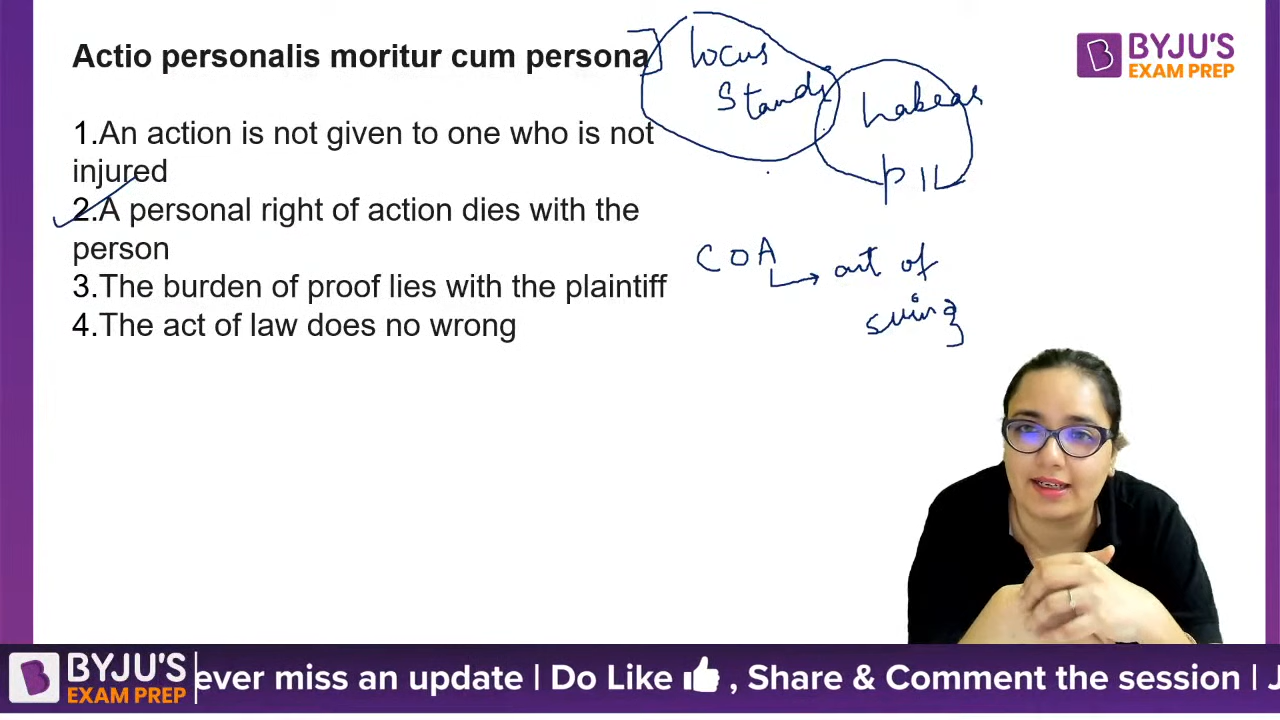 Actio personalis moritur cum persona
locus
Standi
habeas
PIL
BYJU'S
EXAM PREP
1.An action is not given to one who is not
injured
2.A personal right of action dies with the
person
3.The burden of proof lies with the plaintiff
4.The act of law does no wrong
COA
art of
suing
BYJU'S
EXAM PREP
ever miss an update | Do Like , Share & Comment the session | J